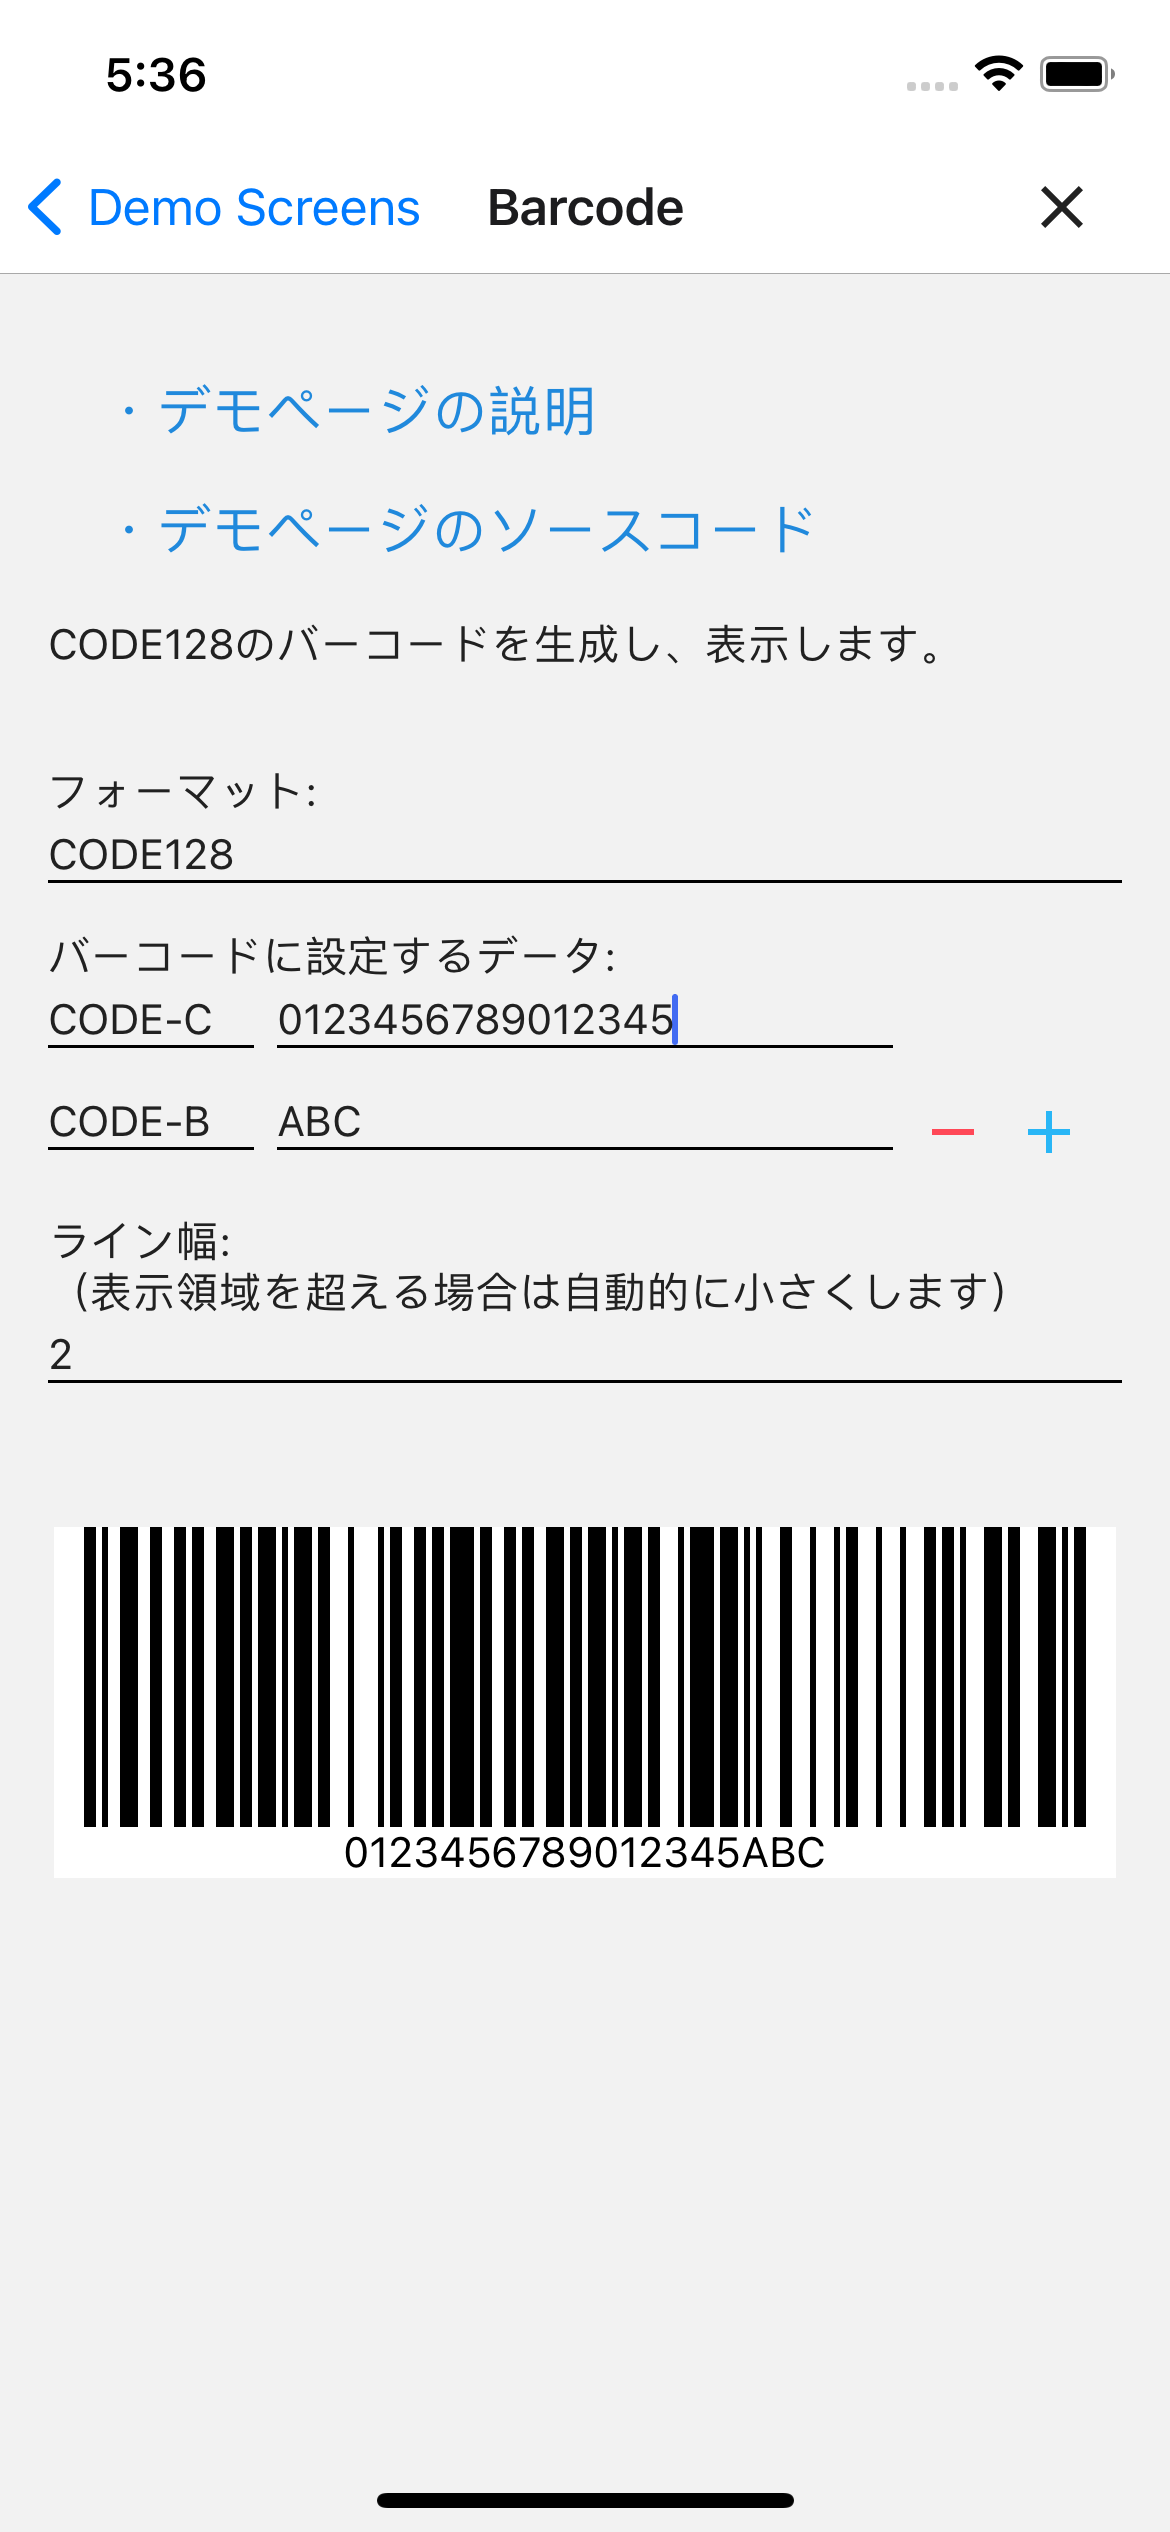 5:36
Demo Screens
Barcode
・デモページの説明
・デモページのソースコード
CODE128のバーコードを生成し、表示します。
フォーマット:
CODE128
バーコードに設定するデータ:
CODE-C 0123456789012345
CODE-B ABC
ライン幅:
（表示領域を超える場合は自動的に小さくします）
2
0123456789012345ABC